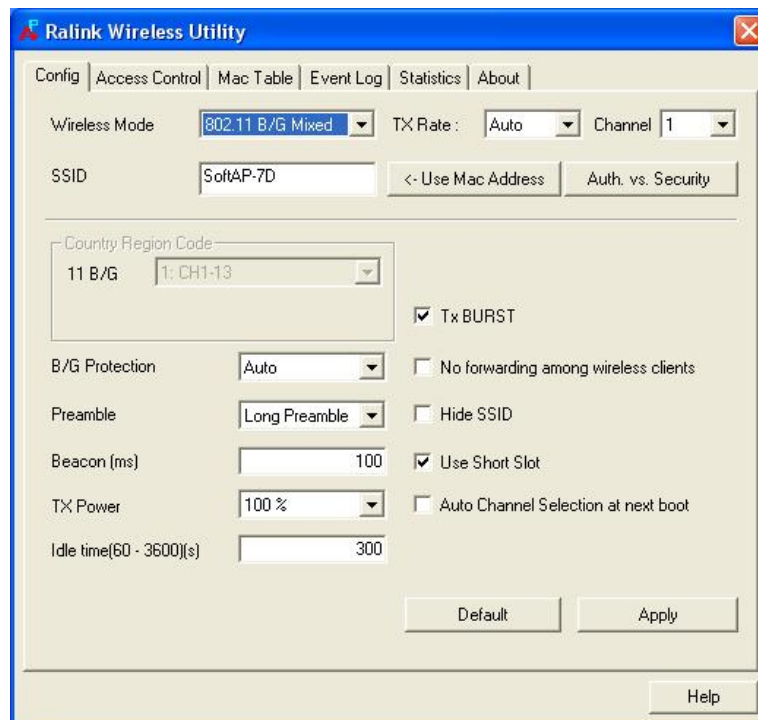 Ralink Wireless Utility
Config Access Control Mac Table Event Log Statistics About
Wireless Mode 802.11 B/G Mixed TX Rate : Auto Channel 1
SSID SoftAP-7D <- Use Mac Address Auth. vs. Security
Country Region Code
11 B/G 1: CH1-13
Tx BURST
B/G Protection Auto No forwarding among wireless clients
Preamble Long Preamble Hide SSID
Beacon (ms) 100 Use Short Slot
TX Power 100 % Auto Channel Selection at next boot
Idle time(60 - 3600)(s) 300
Default Apply
Help